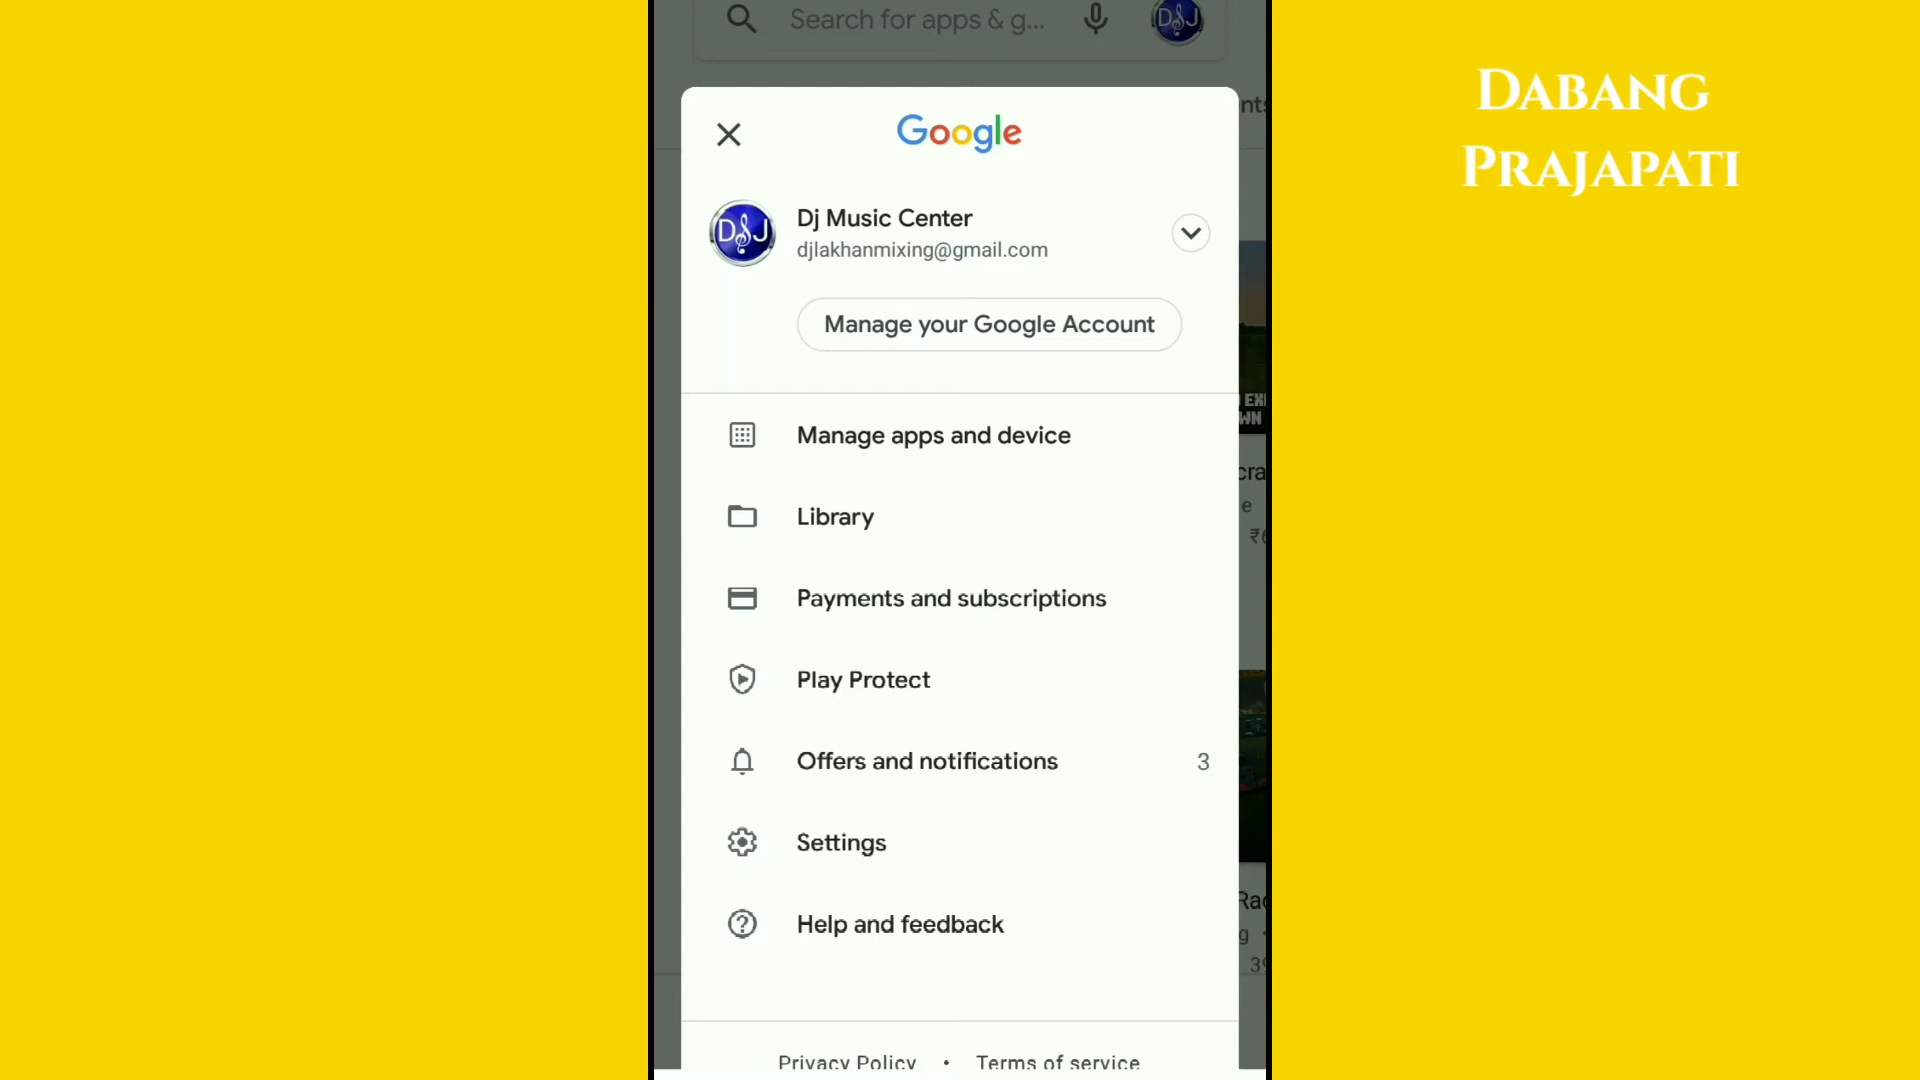 Search for apps & g...
DJ
DABANG
PRAJAPATI
Google
DJ
Dj Music Center
djlakhanmixing@gmail.com
Manage your Google Account
Manage apps and device
Library
Payments and subscriptions
Play Protect
Offers and notifications 3
Settings
Help and feedback
Privacy Policy • Terms of service